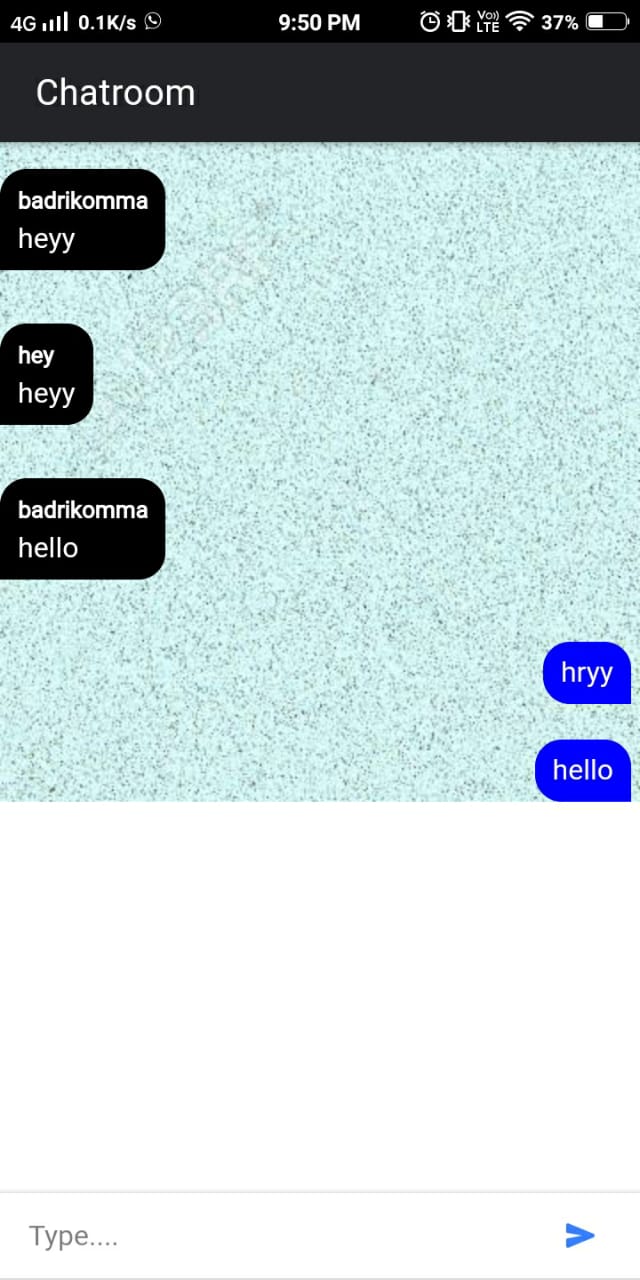 4G 0.1K/s 9:50 PM Vo) LTE 37%
Chatroom
badrikomma
heyy
hey
heyy
badrikomma
hello
hryy
hello
Type....